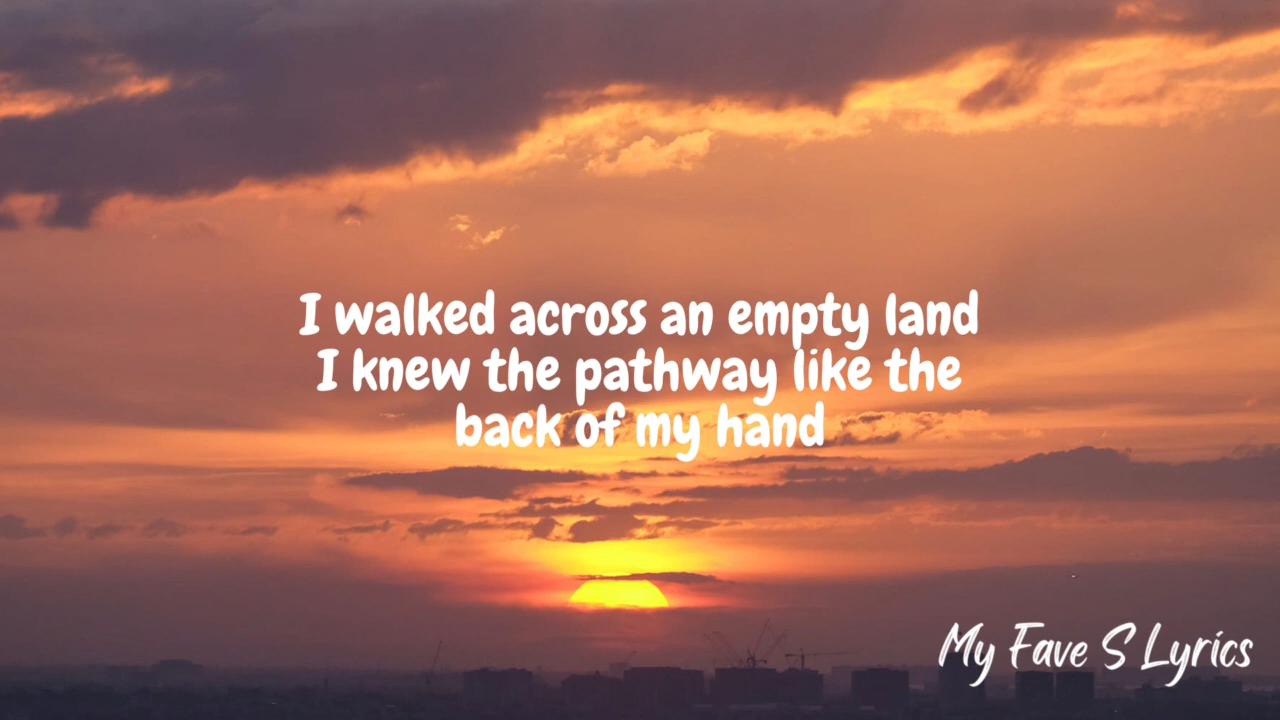 I walked across an empty land
I knew the pathway like the
back of my hand
My Fave S Lyrics